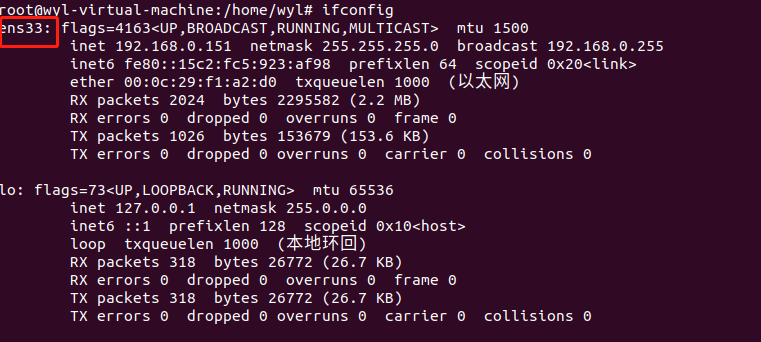 root@wyl-virtual-machine:/home/wyl# ifconfig
ens33: flags=4163<UP,BROADCAST,RUNNING,MULTICAST>  mtu 1500
        inet 192.168.0.151  netmask 255.255.255.0  broadcast 192.168.0.255
        inet6 fe80::15c2:fc5:923:af98  prefixlen 64  scopeid 0x20<link>
        ether 00:0c:29:f1:a2:d0  txqueuelen 1000  (以太网)
        RX packets 2024  bytes 2295582 (2.2 MB)
        RX errors 0  dropped 0  overruns 0  frame 0
        TX packets 1026  bytes 153679 (153.6 KB)
        TX errors 0  dropped 0 overruns 0  carrier 0  collisions 0
lo: flags=73<UP,LOOPBACK,RUNNING>  mtu 65536
        inet 127.0.0.1  netmask 255.0.0.0
        inet6 ::1  prefixlen 128  scopeid 0x10<host>
        loop  txqueuelen 1000  (本地环回)
        RX packets 318  bytes 26772 (26.7 KB)
        RX errors 0  dropped 0  overruns 0  frame 0
        TX packets 318  bytes 26772 (26.7 KB)
        TX errors 0  dropped 0 overruns 0  carrier 0  collisions 0